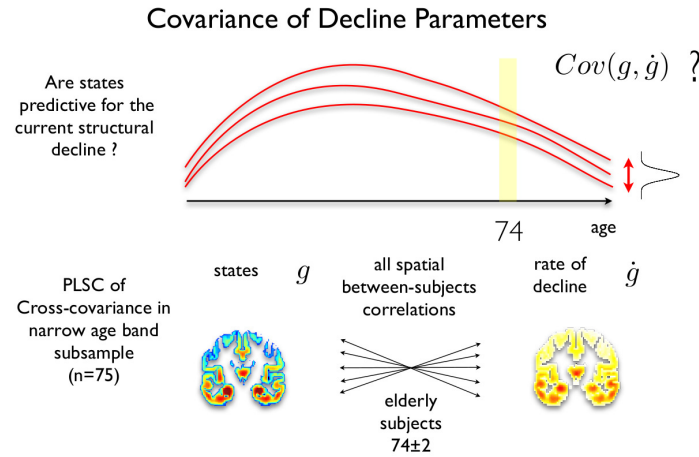 Covariance of Decline Parameters
Are states
predictive for the
current structural
decline ?
Cov(g, ġ) ?
74
age
PLSC of
Cross-covariance in
narrow age band
subsample
(n=75)
states g
all spatial
between-subjects
correlations
rate of
decline ġ
elderly
subjects
74±2